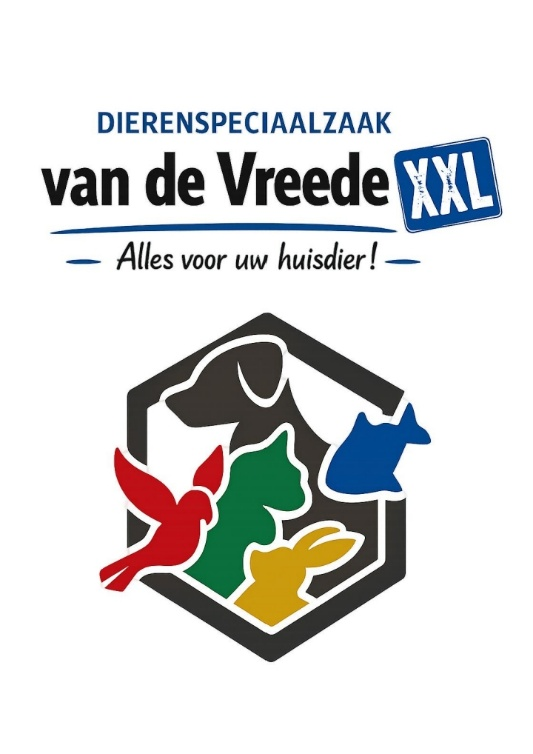 DIERENSPECIAALZAAK
van de Vreede XXL
Alles voor uw huisdier!